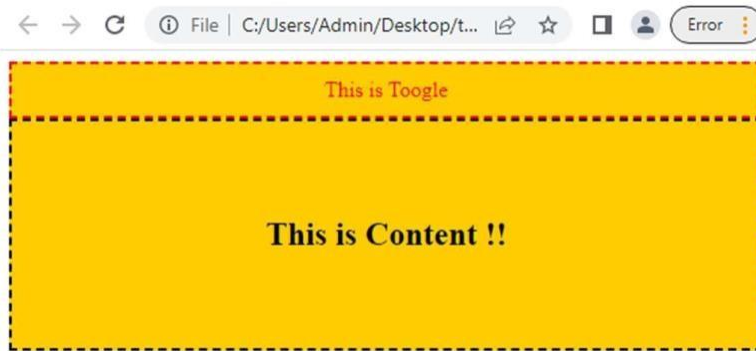 File C:/Users/Admin/Desktop/t... Error
This is Toogle
This is Content !!